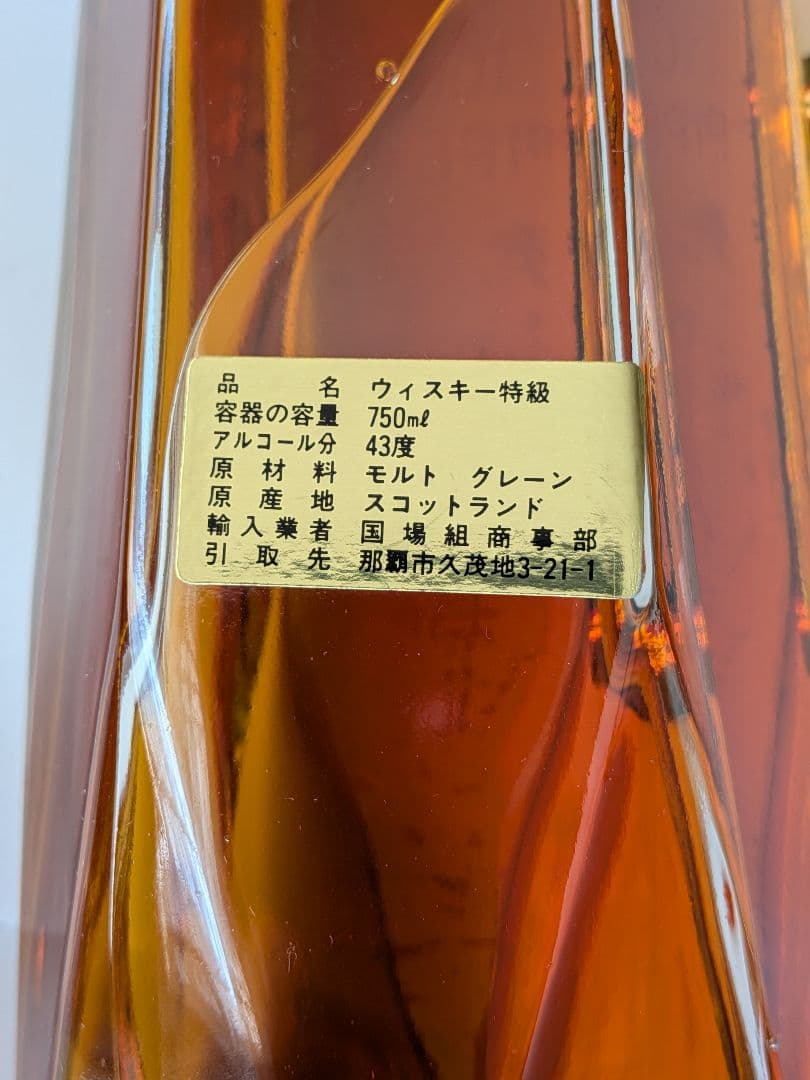 品名 ウィスキー特級
容器の容量 750㎖
アルコール分 43度
原材料 モルト グレーン
原産地 スコットランド
輸入業者 国場組商事部
引取先 那覇市久茂地3-21-1